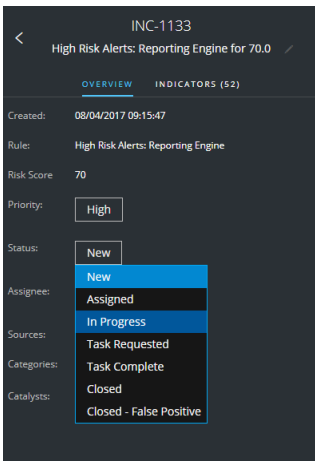 INC-1133
High Risk Alerts: Reporting Engine for 70.0
OVERVIEW INDICATORS (52)
Created: 08/04/2017 09:15:47
Rule: High Risk Alerts: Reporting Engine
Risk Score 70
Priority: High
Status: New
New
Assignee:
Assigned
In Progress
Sources:
Task Requested
Categories: Task Complete
Closed
Catalysts:
Closed - False Positive